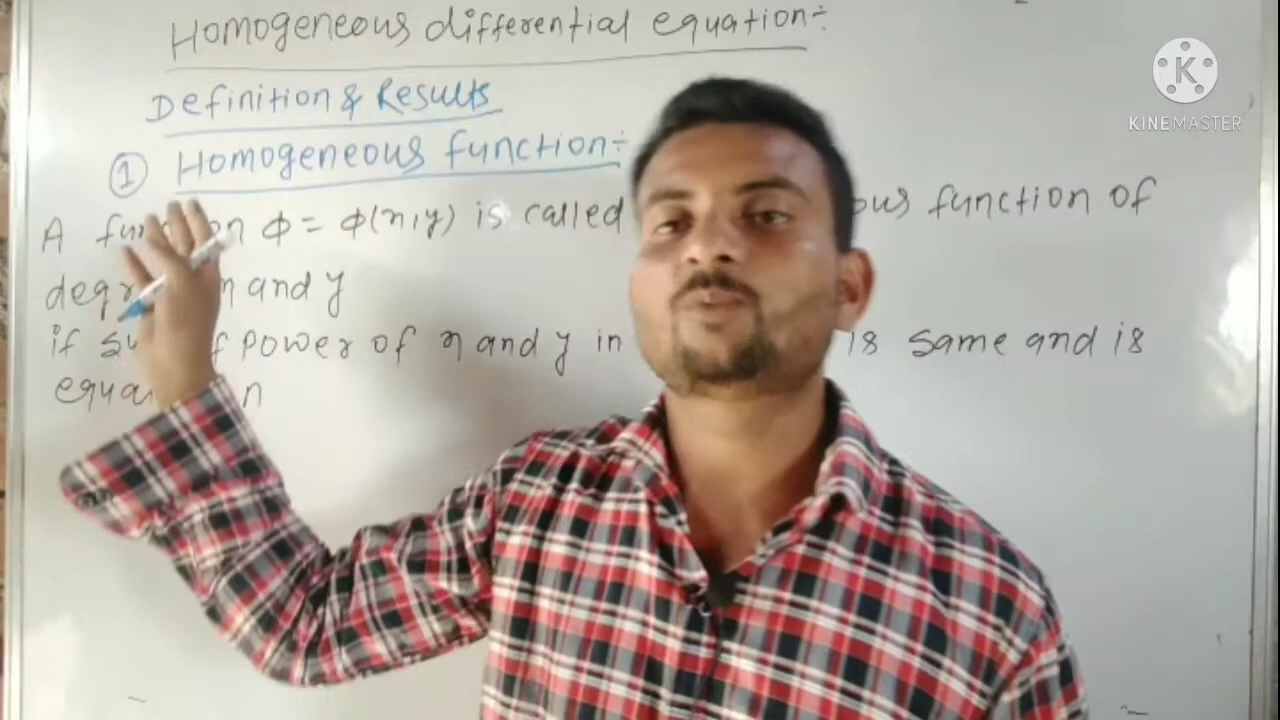 Homogeneous differential equation:-
Definition & Results
① Homogeneous function:-
A function ϕ = ϕ(x,y) is called function of
and y
if of power of x and y in is same and is
n
K
KINEMASTER